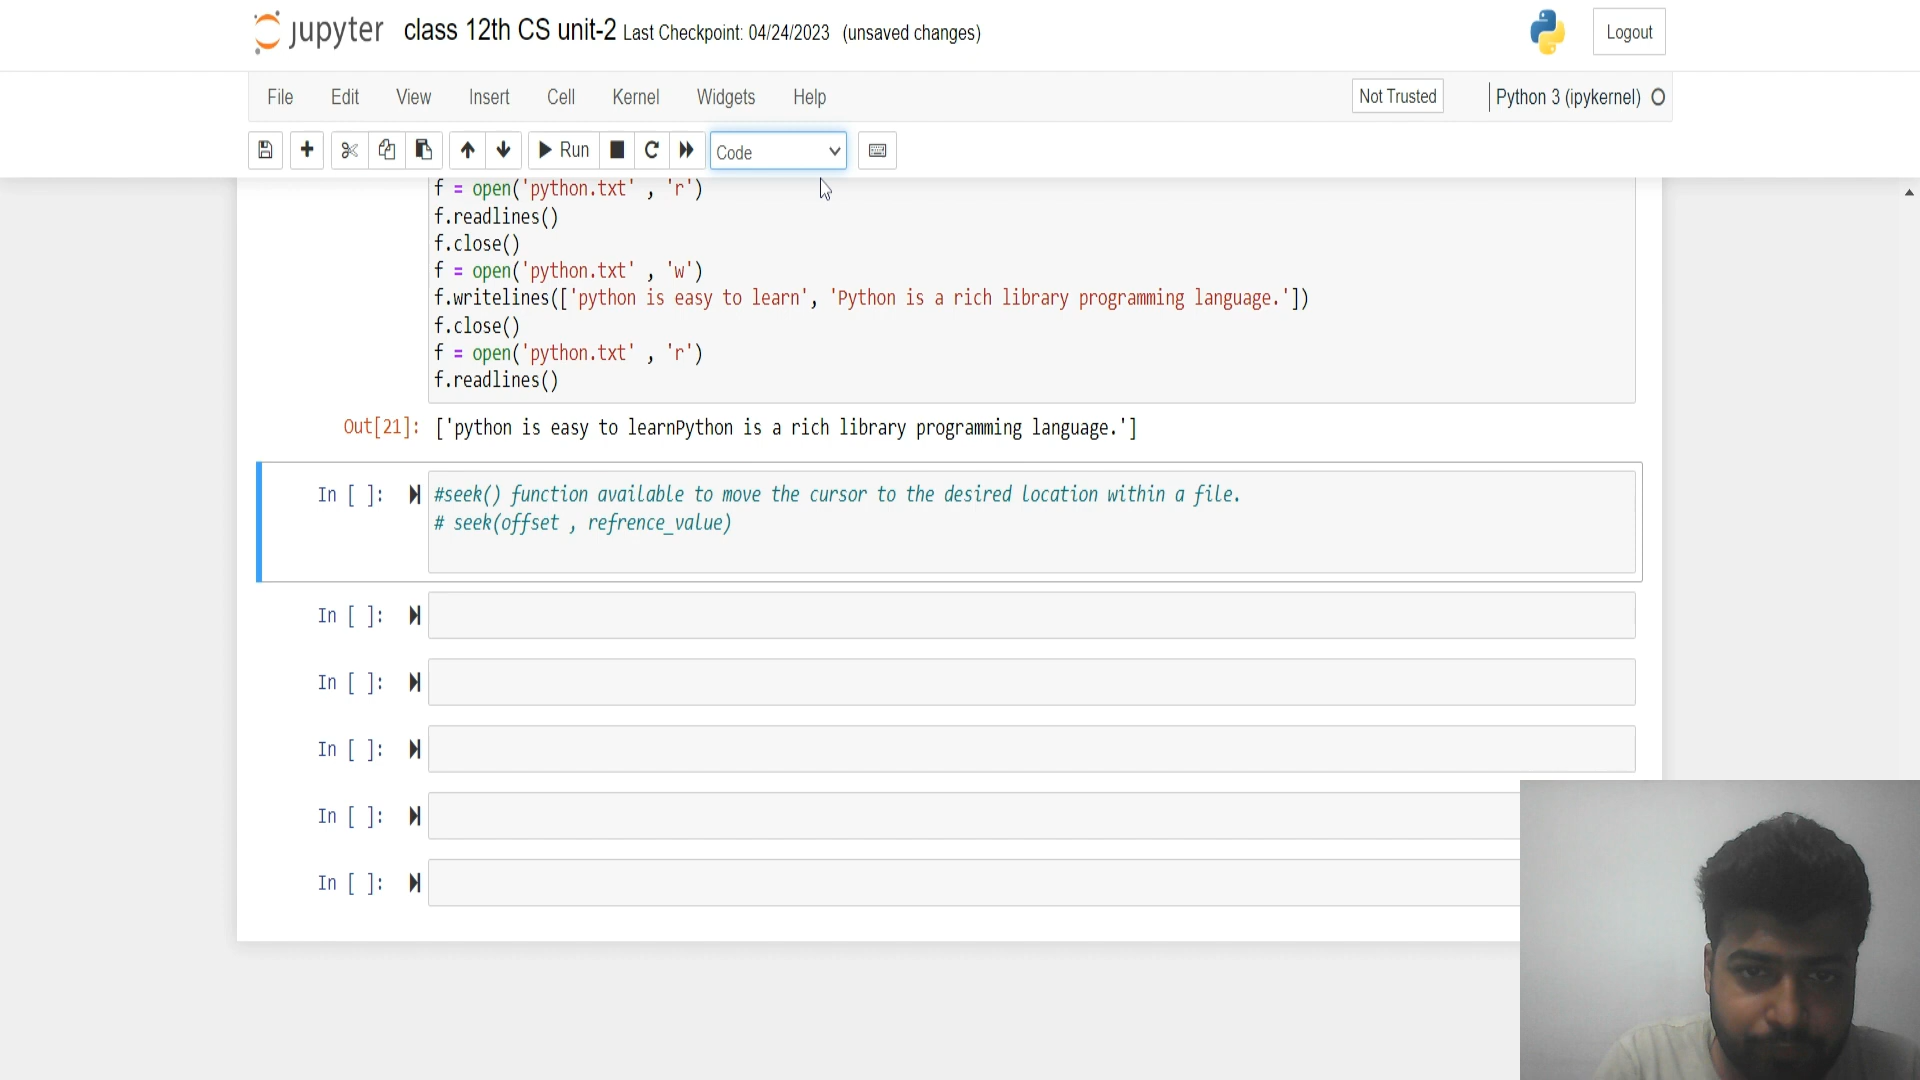 jupyter class 12th CS unit-2 Last Checkpoint: 04/24/2023 (unsaved changes) Logout
File Edit View Insert Cell Kernel Widgets Help Not Trusted Python 3 (ipykernel)
Run Code
f = open('python.txt' , 'r')
f.readlines()
f.close()
f = open('python.txt' , 'w')
f.writelines(['python is easy to learn', 'Python is a rich library programming language.'])
f.close()
f = open('python.txt' , 'r')
f.readlines()
Out[21]: ['python is easy to learnPython is a rich library programming language.']
In [ ]: #seek() function available to move the cursor to the desired location within a file.
# seek(offset , refrence_value)
In [ ]:
In [ ]:
In [ ]:
In [ ]:
In [ ]: